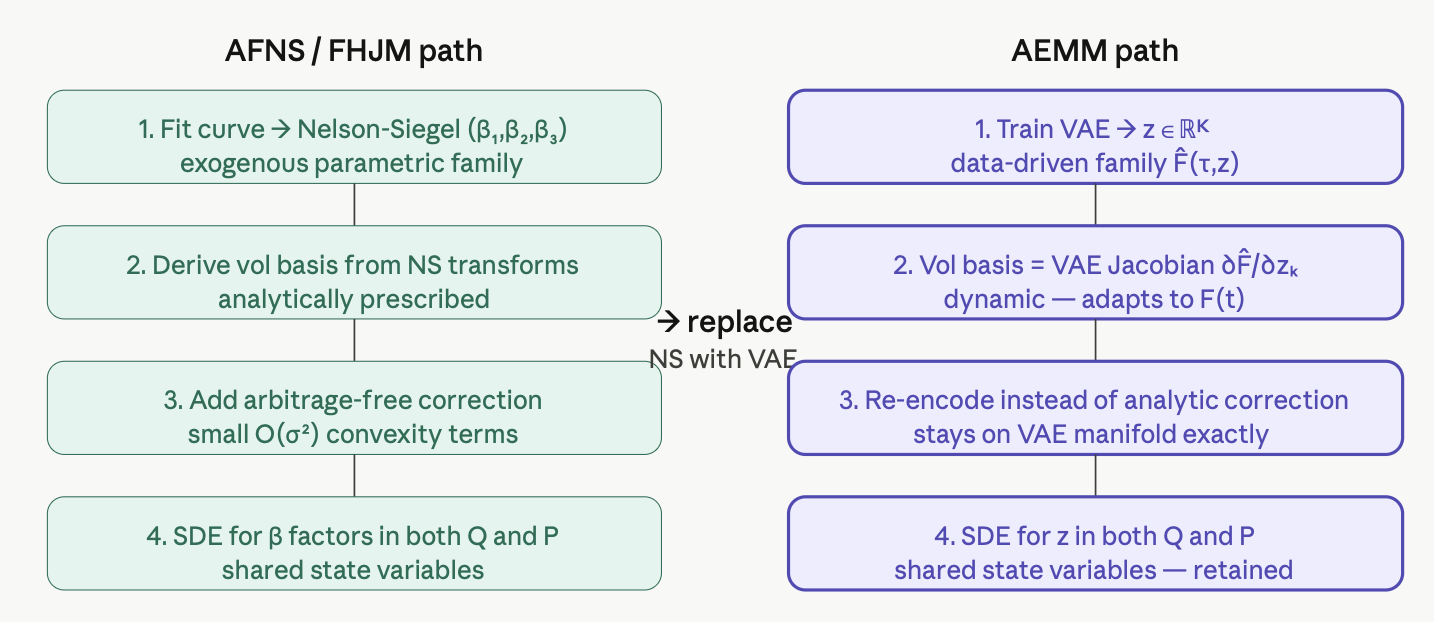 AFNS / FHJM path
1. Fit curve → Nelson-Siegel (β₁,β₂,β₃)
exogenous parametric family
2. Derive vol basis from NS transforms
analytically prescribed
3. Add arbitrage-free correction
small O(σ²) convexity terms
4. SDE for β factors in both Q and P
shared state variables
→ replace
NS with VAE
AEMM path
1. Train VAE → z ∈ ℝᴷ
data-driven family F̂(τ,z)
2. Vol basis = VAE Jacobian ∂F̂/∂zₖ
dynamic — adapts to F(t)
3. Re-encode instead of analytic correction
stays on VAE manifold exactly
4. SDE for z in both Q and P
shared state variables — retained